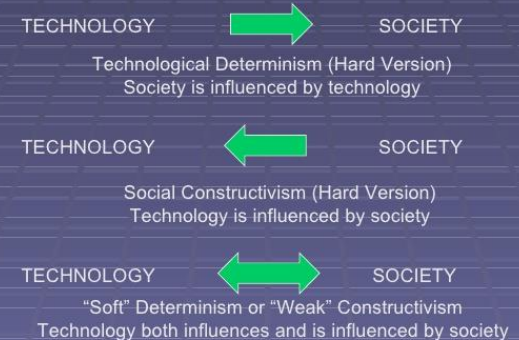 TECHNOLOGY SOCIETY
Technological Determinism (Hard Version)
Society is influenced by technology
TECHNOLOGY SOCIETY
Social Constructivism (Hard Version)
Technology is influenced by society
TECHNOLOGY SOCIETY
“Soft” Determinism or “Weak” Constructivism
Technology both influences and is influenced by society